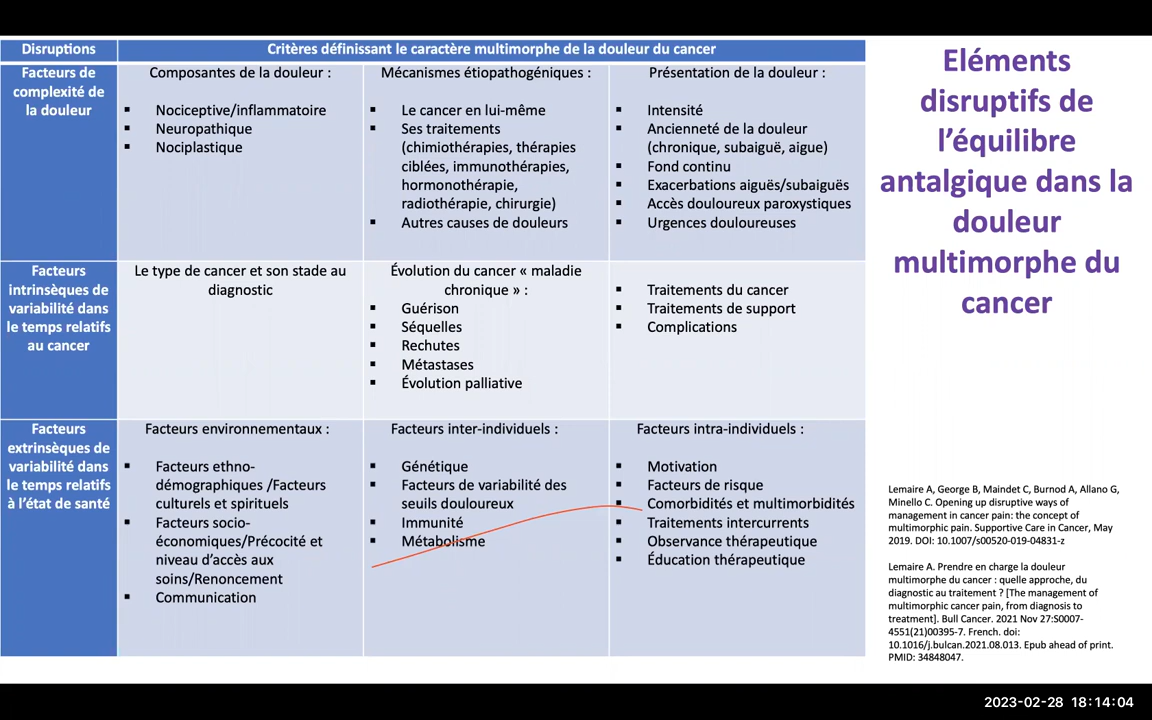 Disruptions
Critères définissant le caractère multimorphe de la douleur du cancer
Facteurs de
complexité de
la douleur
Composantes de la douleur :
▪ Nociceptive/inflammatoire
▪ Neuropathique
▪ Nociplastique
Mécanismes étiopathogéniques :
▪ Le cancer en lui-même
▪ Ses traitements
(chimiothérapies, thérapies
ciblées, immunothérapies,
hormonothérapie,
radiothérapie, chirurgie)
▪ Autres causes de douleurs
Présentation de la douleur :
▪ Intensité
▪ Ancienneté de la douleur
(chronique, subaiguë, aigue)
▪ Fond continu
▪ Exacerbations aiguës/subaiguës
▪ Accès douloureux paroxystiques
▪ Urgences douloureuses
Facteurs
intrinsèques de
variabilité dans
le temps relatifs
au cancer
Le type de cancer et son stade au
diagnostic
Évolution du cancer « maladie
chronique » :
▪ Guérison
▪ Séquelles
▪ Rechutes
▪ Métastases
▪ Évolution palliative
▪ Traitements du cancer
▪ Traitements de support
▪ Complications
Facteurs
extrinsèques de
variabilité dans
le temps relatifs
à l'état de santé
Facteurs environnementaux :
▪ Facteurs ethno-
démographiques /Facteurs
culturels et spirituels
▪ Facteurs socio-
économiques/Précocité et
niveau d'accès aux
soins/Renoncement
▪ Communication
Facteurs inter-individuels :
▪ Génétique
▪ Facteurs de variabilité des
seuils douloureux
▪ Immunité
▪ Métabolisme
Facteurs intra-individuels :
▪ Motivation
▪ Facteurs de risque
▪ Comorbidités et multimorbidités
▪ Traitements intercurrents
▪ Observance thérapeutique
▪ Éducation thérapeutique
Eléments
disruptifs de
l'équilibre
antalgique dans la
douleur
multimorphe du
cancer
Lemaire A, George B, Maindet C, Burnod A, Allano G,
Minello C. Opening up disruptive ways of
management in cancer pain: the concept of
multimorphic pain. Supportive Care in Cancer, May
2019. DOI: 10.1007/s00520-019-04831-z
Lemaire A. Prendre en charge la douleur
multimorphe du cancer : quelle approche, du
diagnostic au traitement ? [The management of
multimorphic cancer pain, from diagnosis to
treatment]. Bull Cancer. 2021 Nov 27:S0007-
4551(21)00395-7. French. doi:
10.1016/j.bulcan.2021.08.013. Epub ahead of print.
PMID: 34848047.
2023-02-28 18:14:04